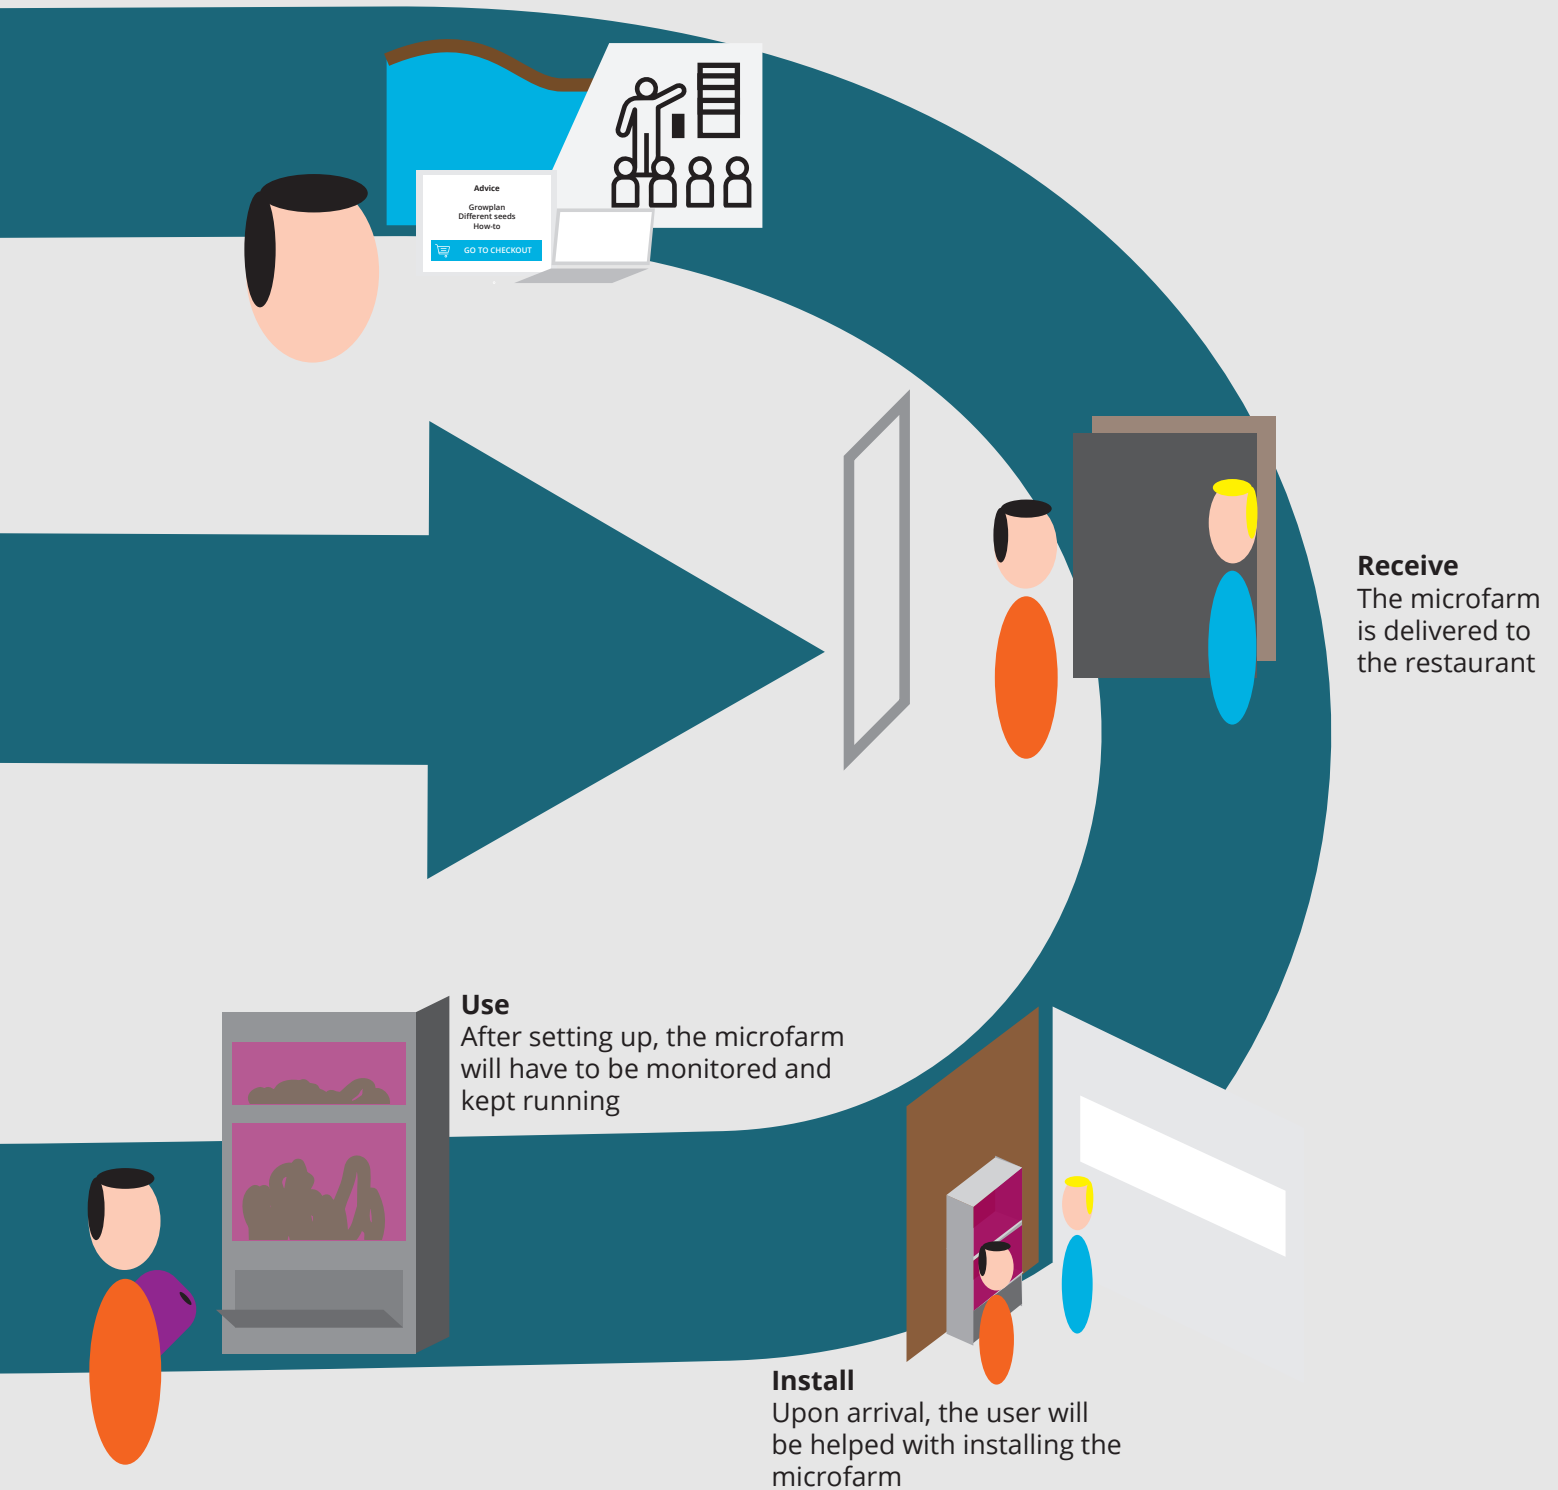 Advice
Growplan
Different seeds
How-to
GO TO CHECKOUT
Receive
The microfarm
is delivered to
the restaurant
Use
After setting up, the microfarm
will have to be monitored and
kept running
Install
Upon arrival, the user will
be helped with installing the
microfarm